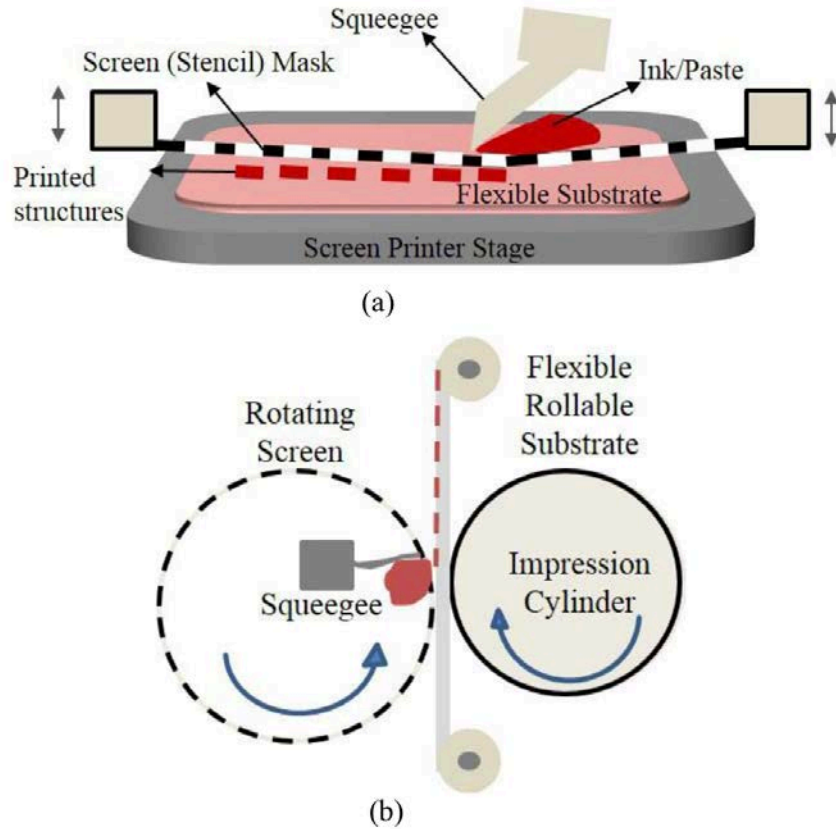 Squeegee
Screen (Stencil) Mask
Ink/Paste
Printed
structures
Flexible Substrate
Screen Printer Stage
(a)
Flexible
Rollable
Substrate
Rotating
Screen
Squeegee
Impression
Cylinder
(b)